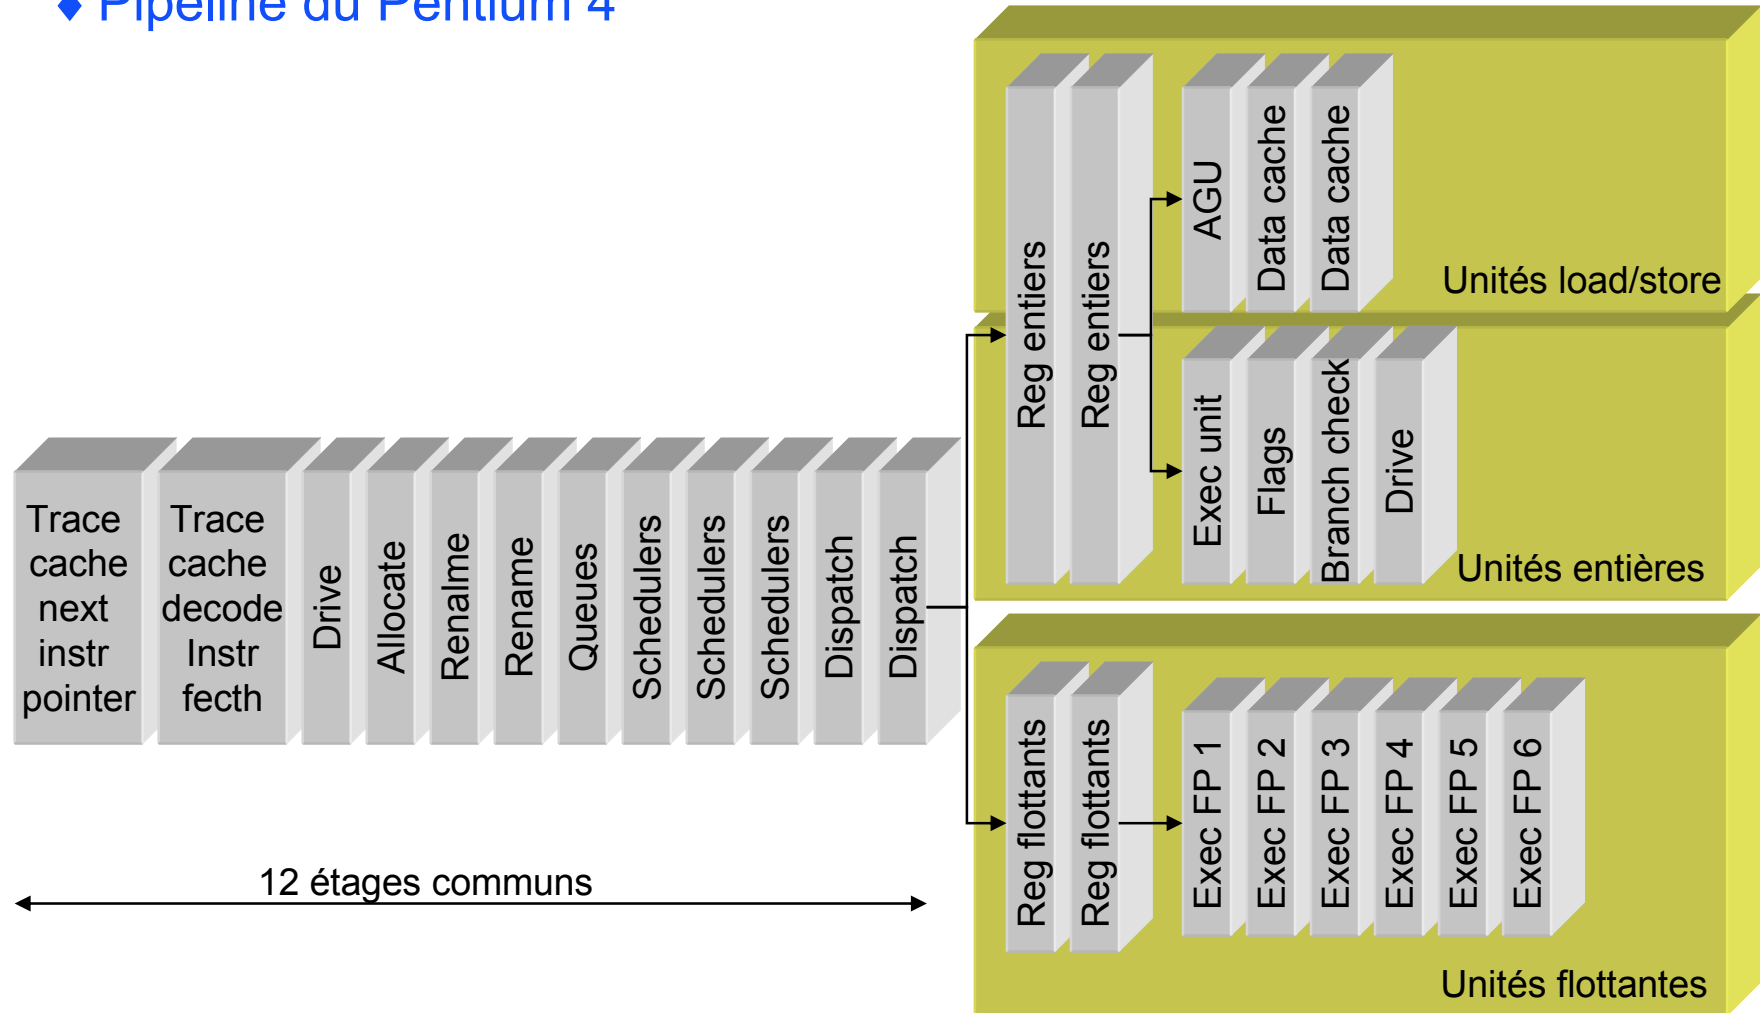 ♦ Pipeline du Pentium 4
Trace
cache
next
instr
pointer
Trace
cache
decode
Instr
fecth
Drive
Allocate
Renalme
Rename
Queues
Schedulers
Schedulers
Schedulers
Dispatch
Dispatch
12 étages communs
Reg entiers
Reg entiers
AGU
Data cache
Data cache
Unités load/store
Exec unit
Flags
Branch check
Drive
Unités entières
Reg flottants
Reg flottants
Exec FP 1
Exec FP 2
Exec FP 3
Exec FP 4
Exec FP 5
Exec FP 6
Unités flottantes